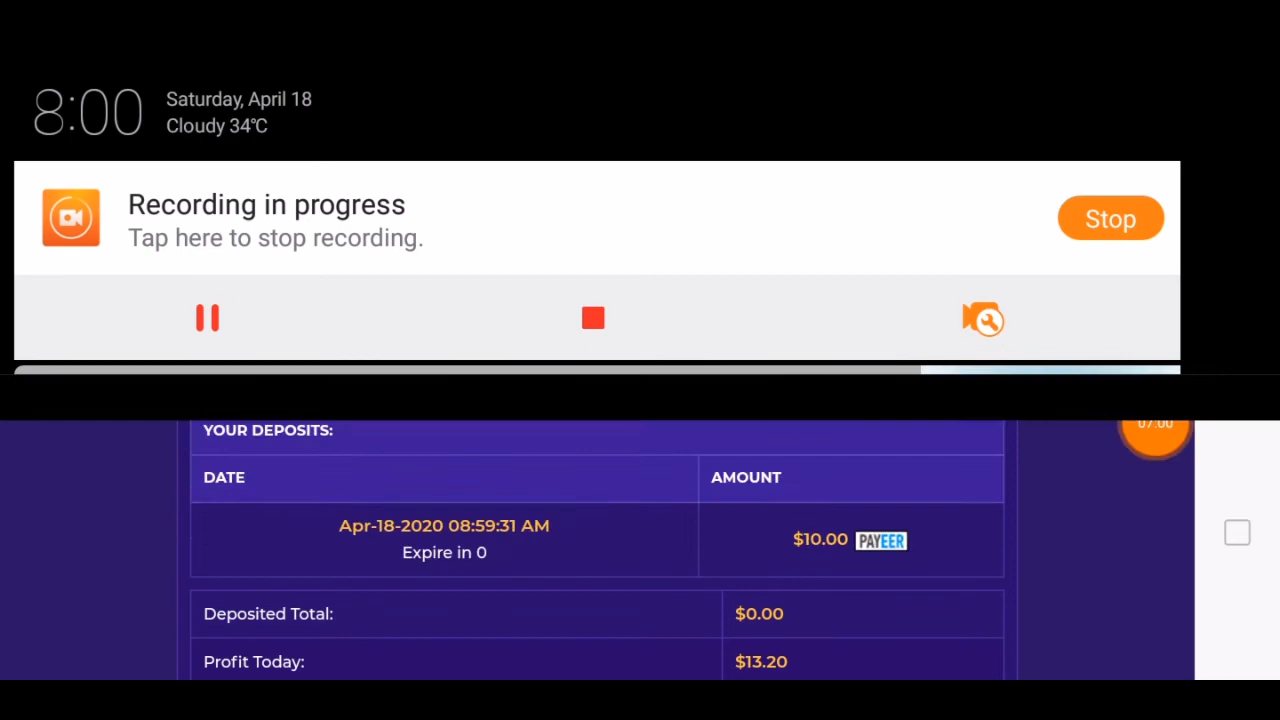 8:00
Saturday, April 18
Cloudy 34℃
Recording in progress
Tap here to stop recording.
Stop
07:00
YOUR DEPOSITS:
DATE
AMOUNT
Apr-18-2020 08:59:31 AM
Expire in 0
$10.00 PAYEER
Deposited Total:
$0.00
Profit Today:
$13.20